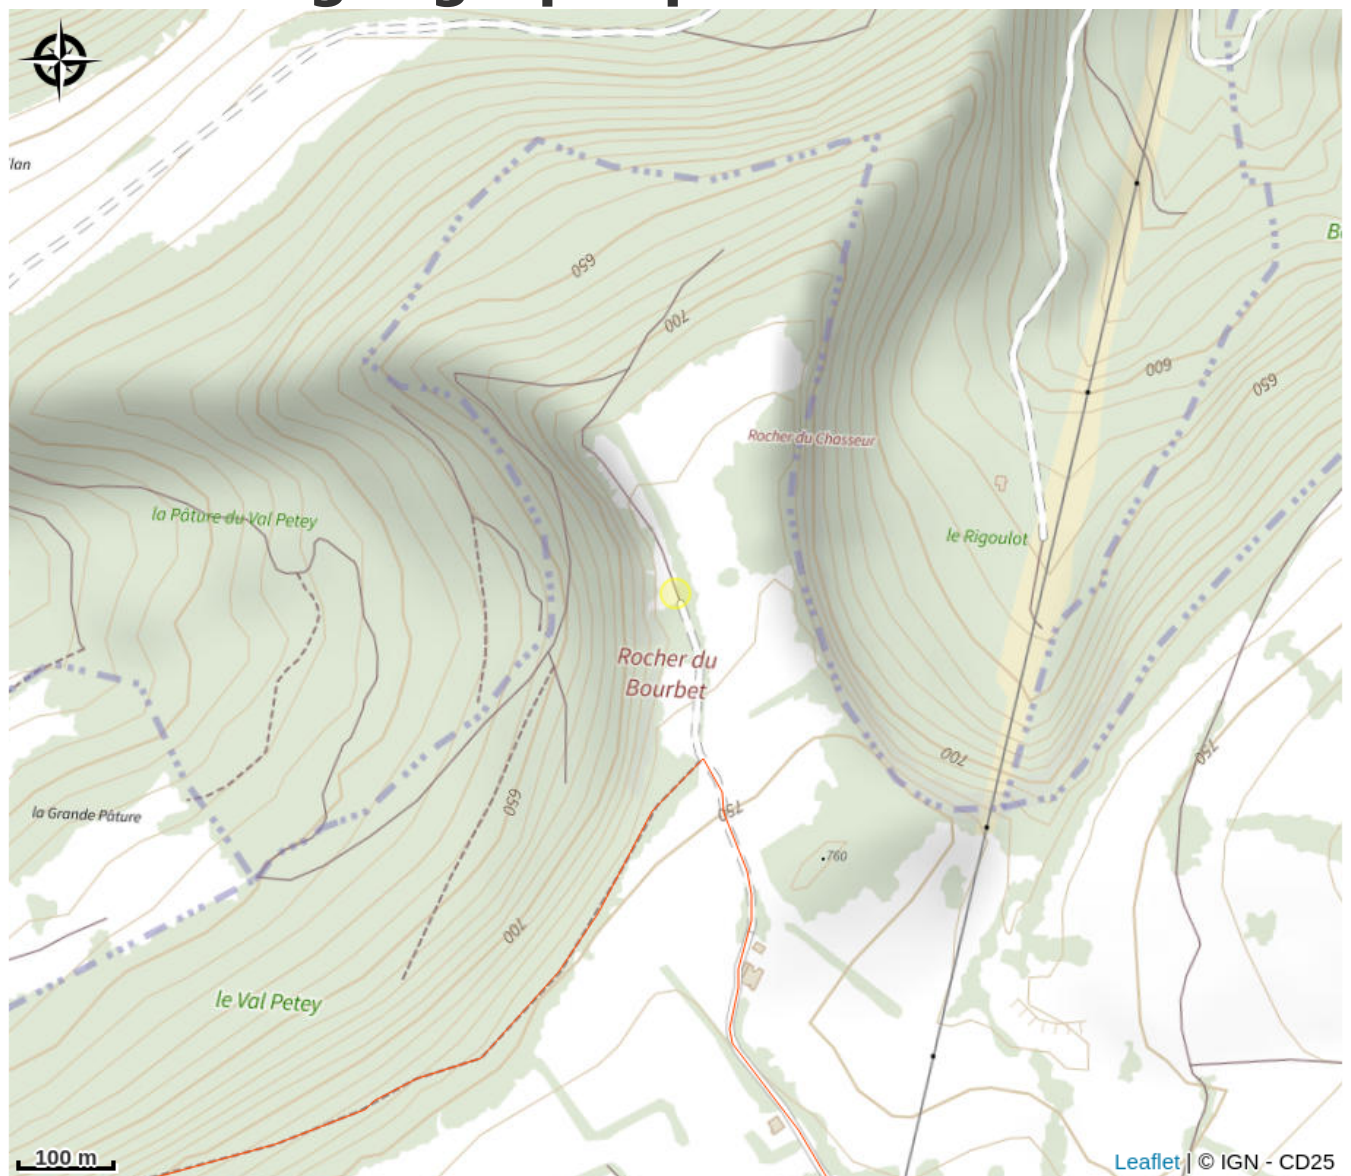 'lan
650
700
Rocher du Chasseur
600
650
la Pâture du Val Petey
le Rigoulot
Rocher du
Bourbet
700
750
650
750
la Grande Pâture
760
700
le Val Petey
100 m
Leaflet | © IGN - CD25